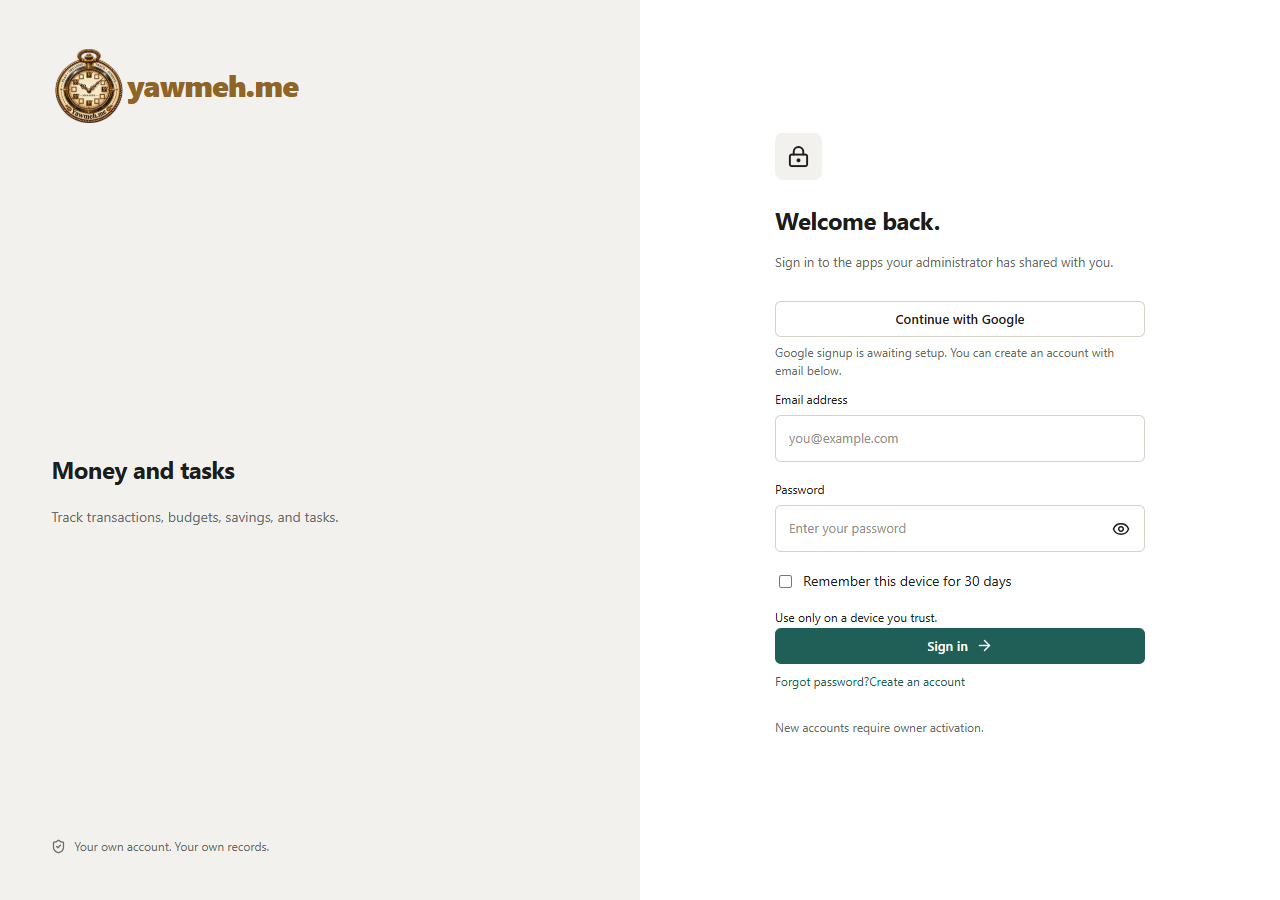 yawmeh.me
Money and tasks
Track transactions, budgets, savings, and tasks.
Your own account. Your own records.
Welcome back.
Sign in to the apps your administrator has shared with you.
Continue with Google
Google signup is awaiting setup. You can create an account with
email below.
Email address
you@example.com
Password
Enter your password
Remember this device for 30 days
Use only on a device you trust.
Sign in
Forgot password?Create an account
New accounts require owner activation.